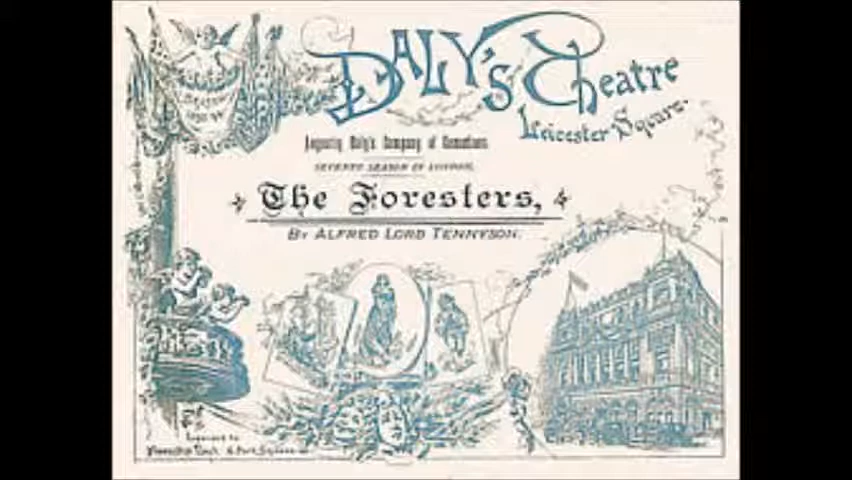 DALY'S Theatre
Leicester Square.
Augustin Daly's Company of Comedians
SEVENTH SEASON IN LONDON.
The Foresters,
BY ALFRED LORD TENNYSON.